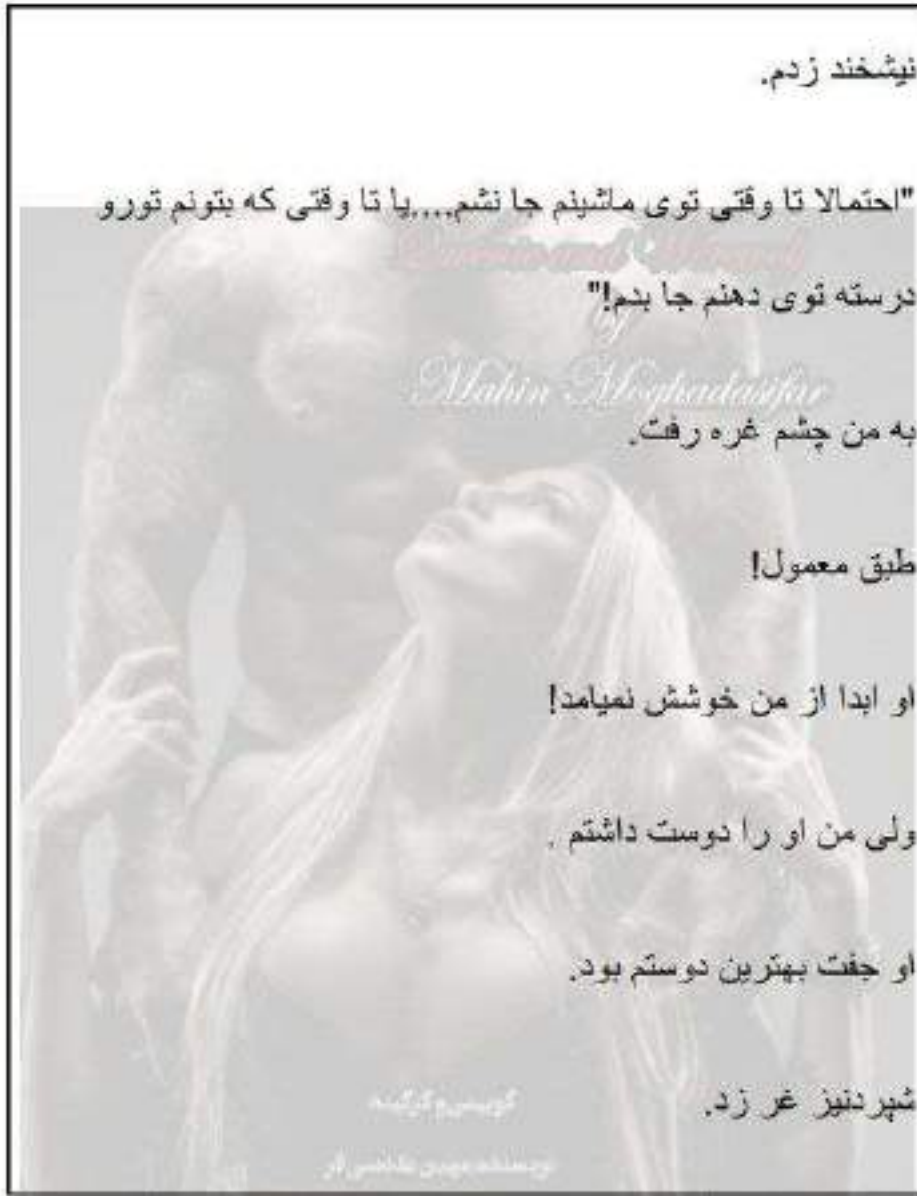 نیشخند زدم.
"احتمالا تا وقتی توی ماشینم جا نشم....یا تا وقتی که بتونم تورو
درسته توی دهنم جا بدم!"
by
Mahin Moghadasifar
به من چشم غره رفت.
طبق معمول!
او ابدا از من خوشش نمیامد!
ولی من او را دوست داشتم .
او جفت بهترین دوستم بود.
شپردنیز غر زد.